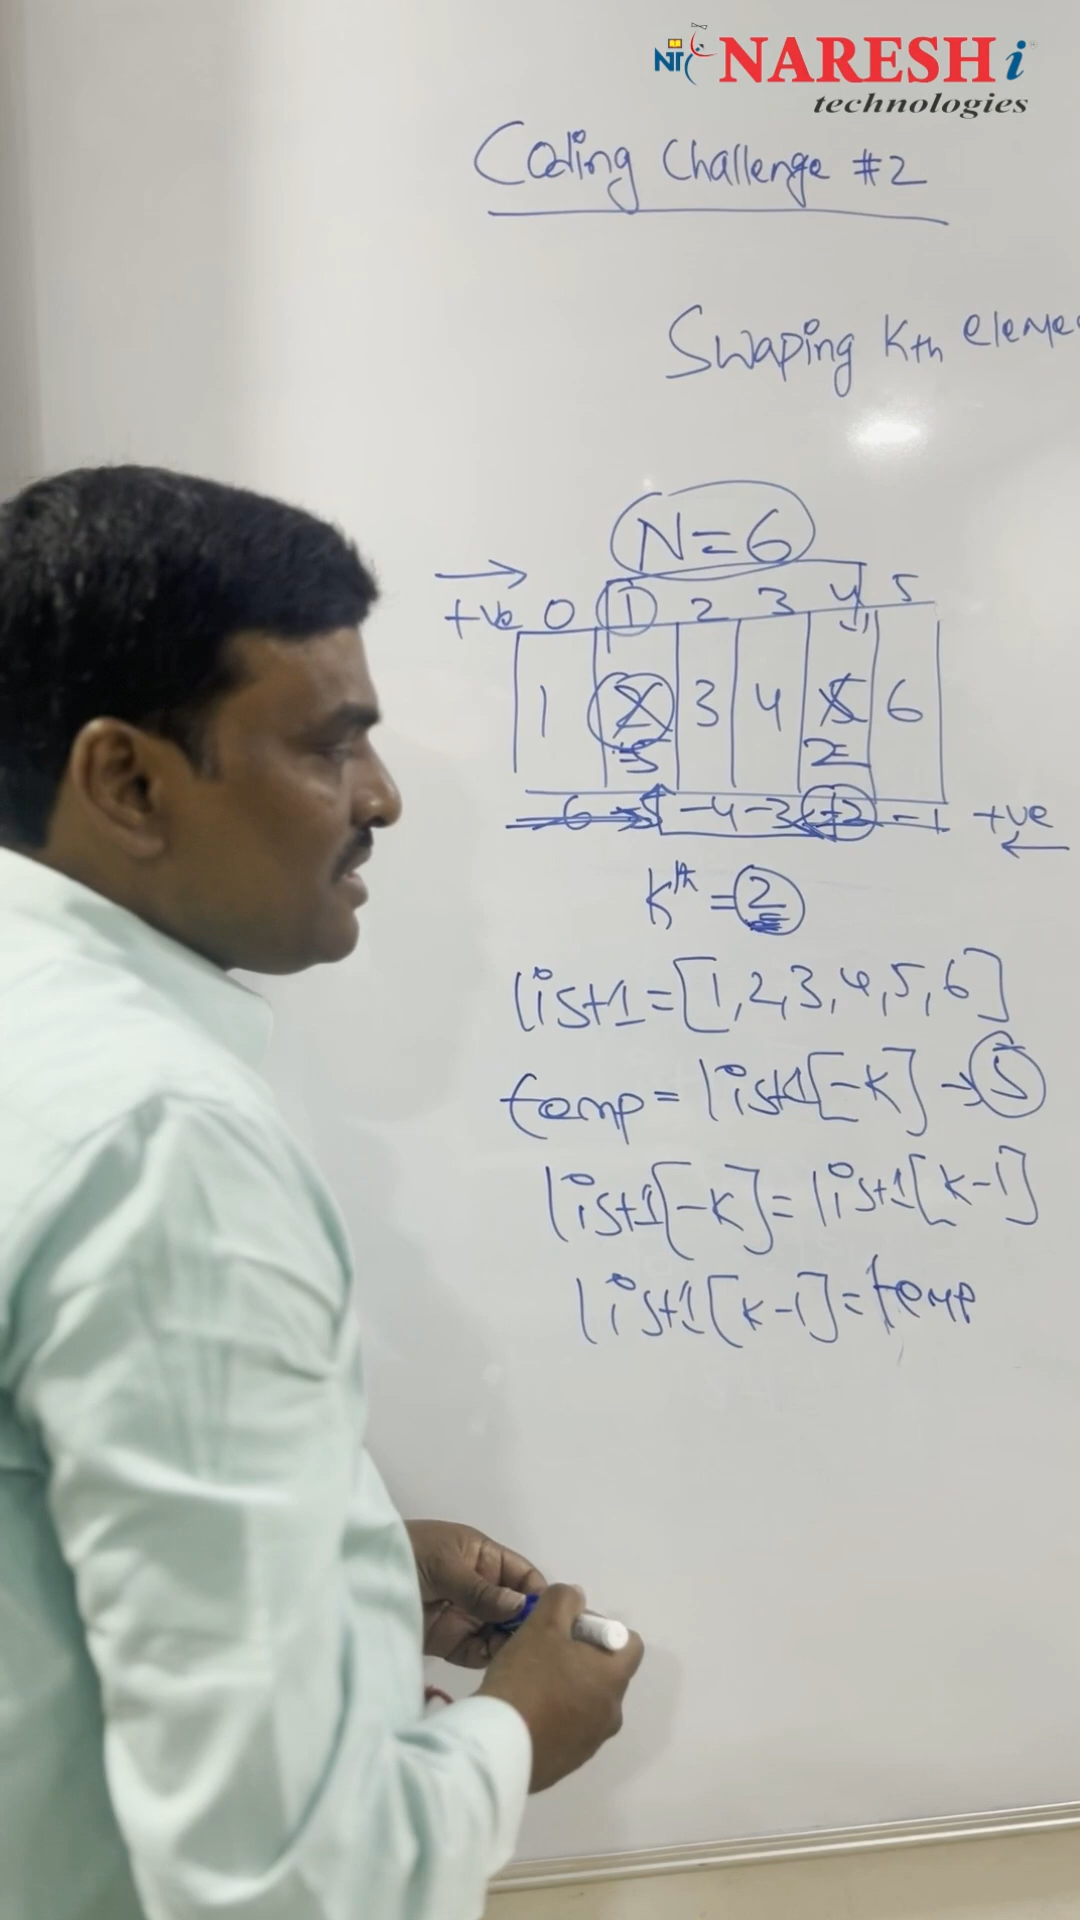 NARESH i
technologies
Coding Challenge #2
Swaping Kth eleme
N=6
+ve 0 1 2 3 4 5
1 2 3 4 5 6
5 2
-6 -5 -4 -3 -2 -1 +ve
Kth = 2
list1 = [1,2,3,4,5,6]
temp = list1[-K] → 5
list1[-K] = list1[K-1]
list1[K-1] = temp